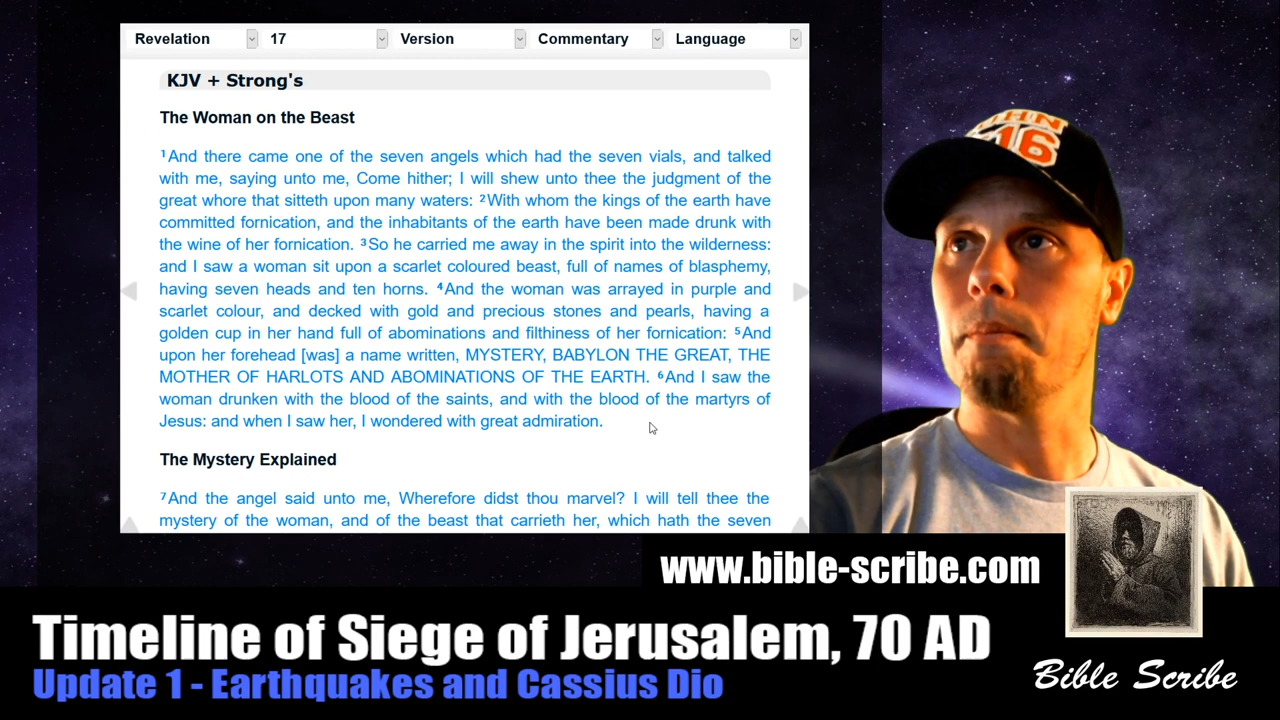 Revelation 17 Version Commentary Language
KJV + Strong's
The Woman on the Beast
¹And there came one of the seven angels which had the seven vials, and talked
with me, saying unto me, Come hither; I will shew unto thee the judgment of the
great whore that sitteth upon many waters: ²With whom the kings of the earth have
committed fornication, and the inhabitants of the earth have been made drunk with
the wine of her fornication. ³So he carried me away in the spirit into the wilderness:
and I saw a woman sit upon a scarlet coloured beast, full of names of blasphemy,
having seven heads and ten horns. ⁴And the woman was arrayed in purple and
scarlet colour, and decked with gold and precious stones and pearls, having a
golden cup in her hand full of abominations and filthiness of her fornication: ⁵And
upon her forehead [was] a name written, MYSTERY, BABYLON THE GREAT, THE
MOTHER OF HARLOTS AND ABOMINATIONS OF THE EARTH. ⁶And I saw the
woman drunken with the blood of the saints, and with the blood of the martyrs of
Jesus: and when I saw her, I wondered with great admiration.
The Mystery Explained
⁷And the angel said unto me, Wherefore didst thou marvel? I will tell thee the
mystery of the woman, and of the beast that carrieth her, which hath the seven
16
www.bible-scribe.com
Timeline of Siege of Jerusalem, 70 AD
Update 1 - Earthquakes and Cassius Dio
Bible Scribe